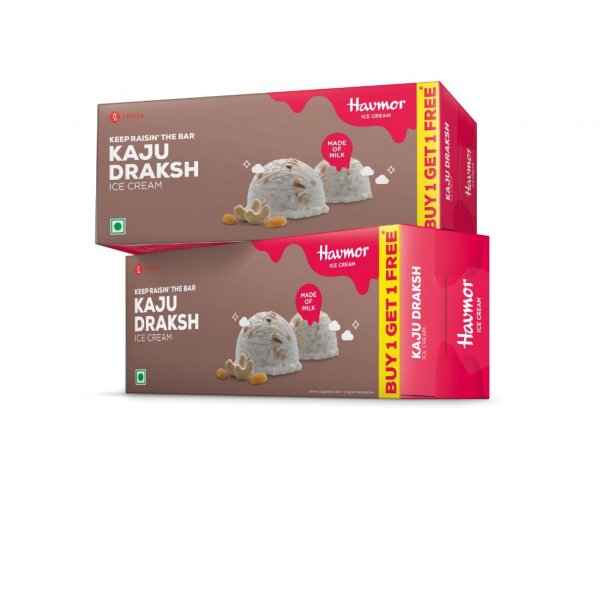 LOTTE
Havmor
ICE CREAM
KEEP RAISIN' THE BAR
KAJU
DRAKSH
ICE CREAM
MADE
OF
MILK
BUY 1 GET 1 FREE*
KAJU DRAKSH
ICE CREAM
LOTTE
Havmor
ICE CREAM
KEEP RAISIN' THE BAR
KAJU
DRAKSH
ICE CREAM
MADE
OF
MILK
BUY 1 GET 1 FREE*
KAJU DRAKSH
ICE CREAM
Havmor
ICE CREAM